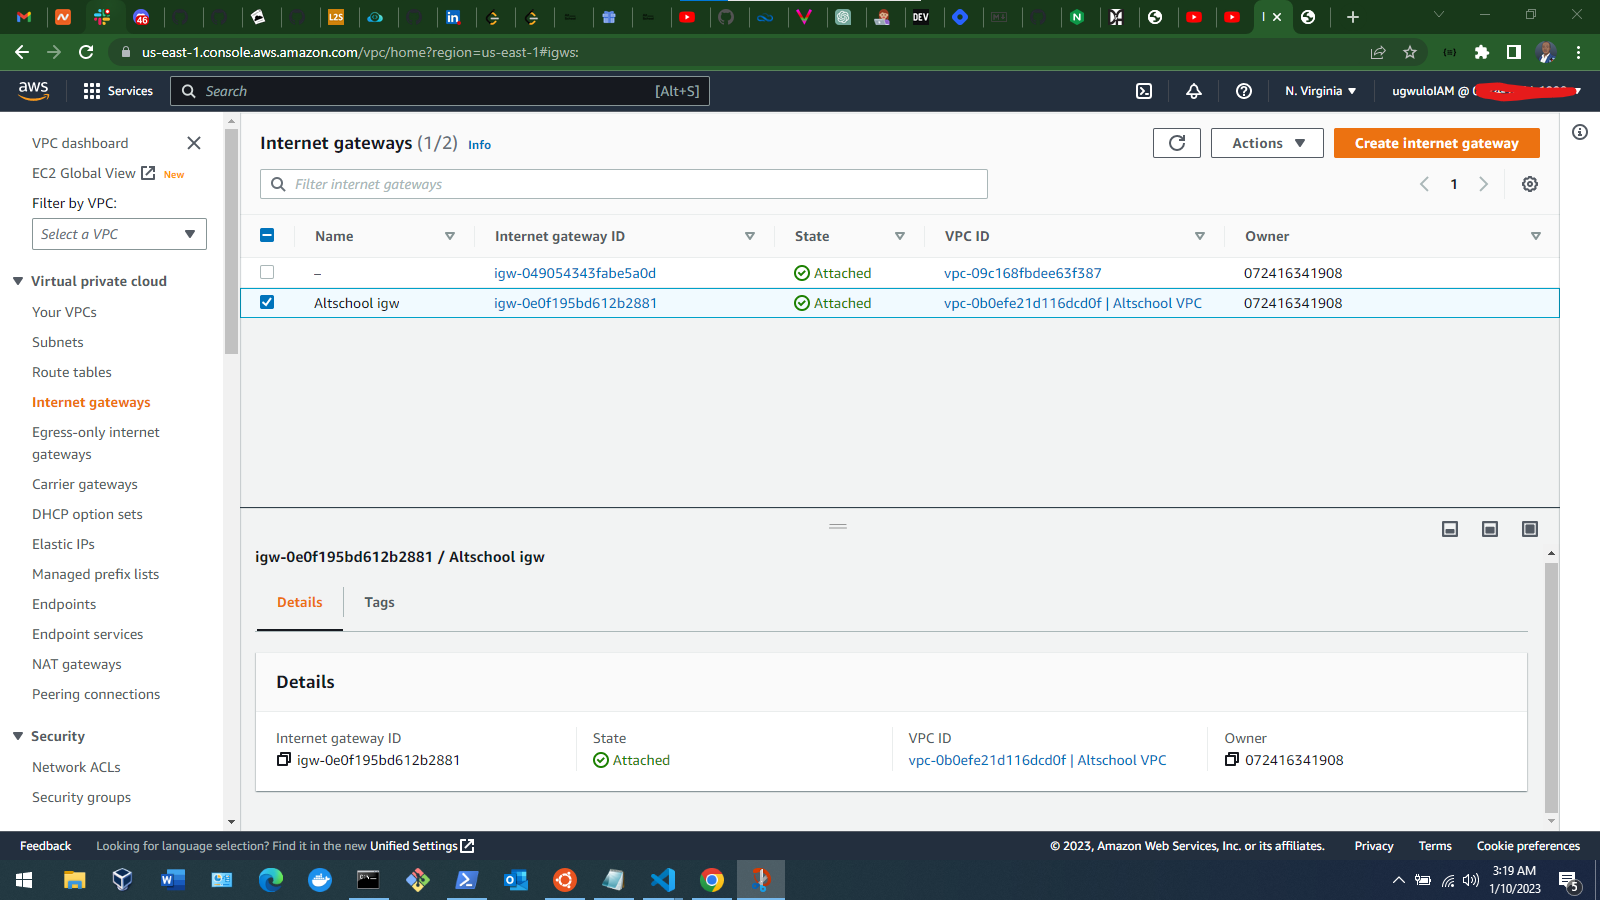 46
L2S
in
DEV
I
us-east-1.console.aws.amazon.com/vpc/home?region=us-east-1#igws:
aws
Services
Search
[Alt+S]
N. Virginia
ugwuloIAM @
VPC dashboard
EC2 Global View
New
Filter by VPC:
Select a VPC
Virtual private cloud
Your VPCs
Subnets
Route tables
Internet gateways
Egress-only internet
gateways
Carrier gateways
DHCP option sets
Elastic IPs
Managed prefix lists
Endpoints
Endpoint services
NAT gateways
Peering connections
Security
Network ACLs
Security groups
Internet gateways (1/2) Info
Actions
Create internet gateway
Filter internet gateways
1
Name Internet gateway ID State VPC ID Owner
– igw-049054343fabe5a0d Attached vpc-09c168fbdee63f387 072416341908
Altschool igw igw-0e0f195bd612b2881 Attached vpc-0b0efe21d116dcd0f | Altschool VPC 072416341908
igw-0e0f195bd612b2881 / Altschool igw
Details
Tags
Details
Internet gateway ID
igw-0e0f195bd612b2881
State
Attached
VPC ID
vpc-0b0efe21d116dcd0f | Altschool VPC
Owner
072416341908
Feedback
Looking for language selection? Find it in the new Unified Settings
© 2023, Amazon Web Services, Inc. or its affiliates.
Privacy
Terms
Cookie preferences
3:19 AM
1/10/2023
5